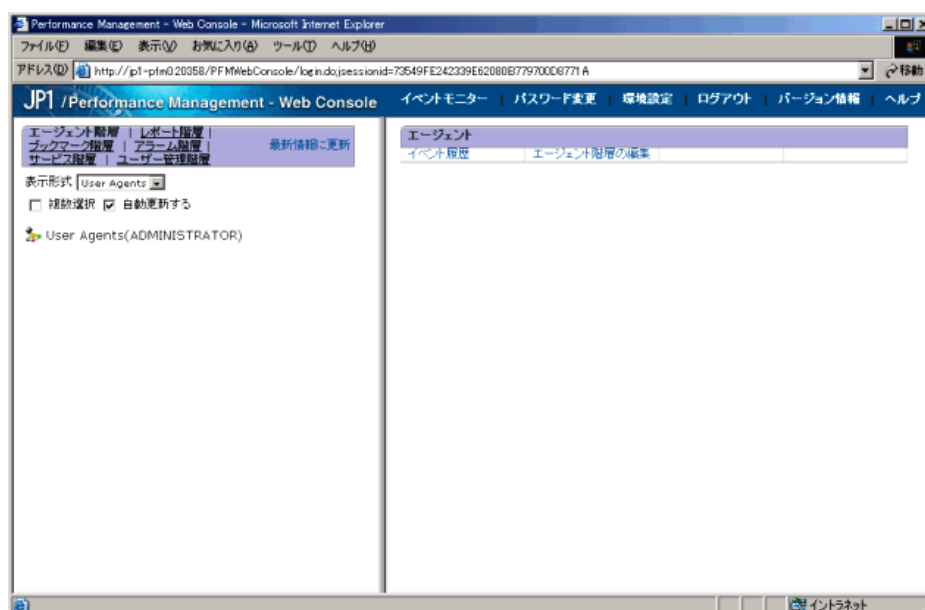 Performance Management - Web Console - Microsoft Internet Explorer
ファイル(F) 編集(E) 表示(V) お気に入り(A) ツール(T) ヘルプ(H)
アドレス(D) http://jp1-pfm0:20358/PFMWebConsole/login.do;jsessionid=73549FE242339E62080B779700D8771A 移動
JP1 /Performance Management - Web Console イベントモニター | パスワード変更 | 環境設定 | ログアウト | バージョン情報 | ヘルプ
エージェント階層 | レポート階層 |
ブックマーク階層 | アラーム階層 | 最新情報に更新
サービス階層 | ユーザー管理階層
表示形式 User Agents
複数選択 自動更新する
User Agents(ADMINISTRATOR)
エージェント
イベント履歴 エージェント階層の編集
イントラネット